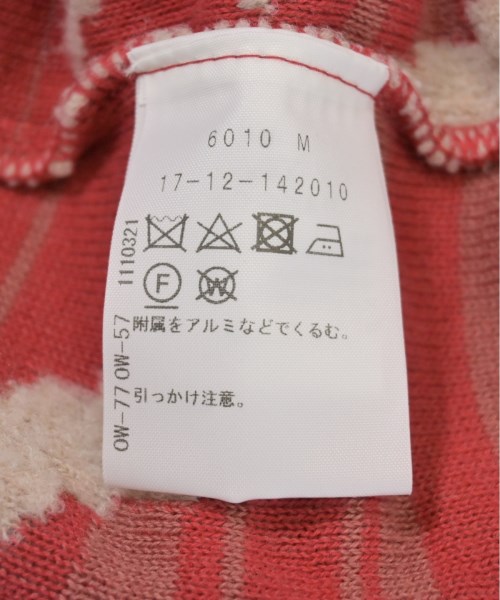 6010 M
17-12-142010
F
W
附属をアルミなどでくるむ。
引っかけ注意。
OW-77 OW-57 1110321